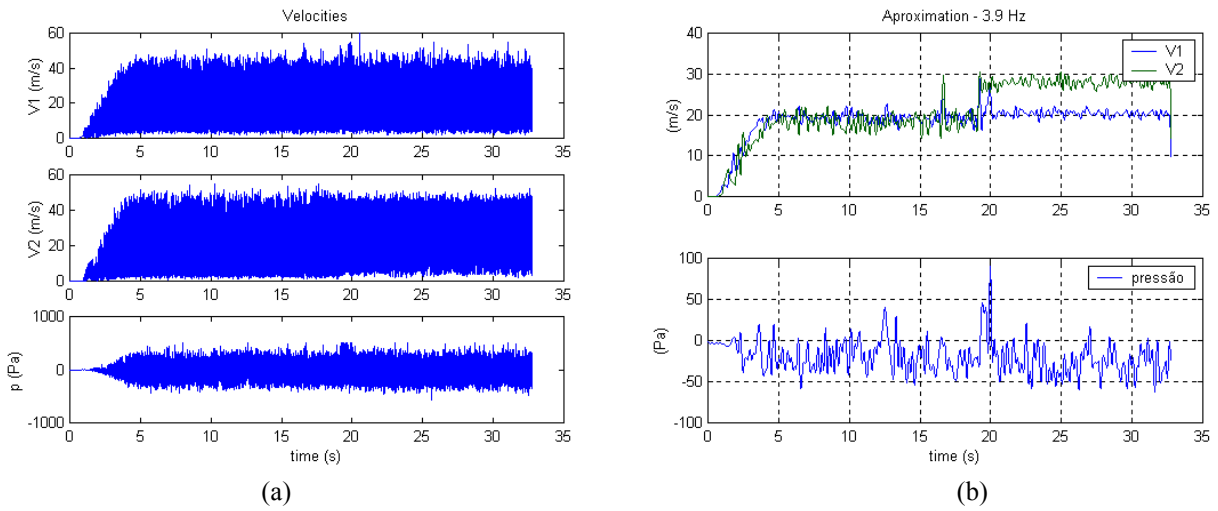 Velocities
60
40
20
0
V1 (m/s)
0 5 10 15 20 25 30 35
60
40
20
0
V2 (m/s)
0 5 10 15 20 25 30 35
1000
0
-1000
p (Pa)
0 5 10 15 20 25 30 35
time (s)
(a)
Aproximation - 3.9 Hz
40
30
20
10
0
(m/s)
V1
V2
0 5 10 15 20 25 30 35
100
50
0
-50
-100
(Pa)
pressão
0 5 10 15 20 25 30 35
time (s)
(b)